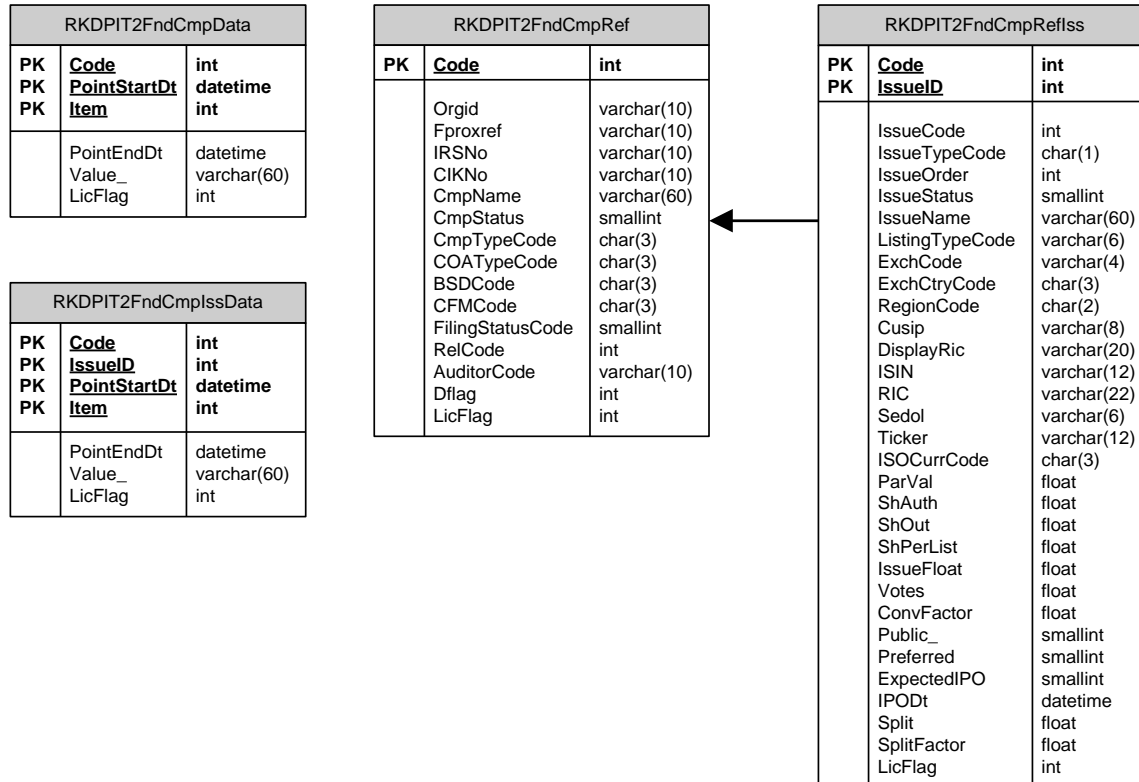 RKDPIT2FndCmpData
PK Code int
PK PointStartDt datetime
PK Item int
PointEndDt datetime
Value_ varchar(60)
LicFlag int
RKDPIT2FndCmpIssData
PK Code int
PK IssueID int
PK PointStartDt datetime
PK Item int
PointEndDt datetime
Value_ varchar(60)
LicFlag int
RKDPIT2FndCmpRef
PK Code int
Orgid varchar(10)
Fproxref varchar(10)
IRSNo varchar(10)
CIKNo varchar(10)
CmpName varchar(60)
CmpStatus smallint
CmpTypeCode char(3)
COATypeCode char(3)
BSDCode char(3)
CFMCode char(3)
FilingStatusCode smallint
RelCode int
AuditorCode varchar(10)
Dflag int
LicFlag int
RKDPIT2FndCmpRefIss
PK Code int
PK IssueID int
IssueCode int
IssueTypeCode char(1)
IssueOrder int
IssueStatus smallint
IssueName varchar(60)
ListingTypeCode varchar(6)
ExchCode varchar(4)
ExchCtryCode char(3)
RegionCode char(2)
Cusip varchar(8)
DisplayRic varchar(20)
ISIN varchar(12)
RIC varchar(22)
Sedol varchar(6)
Ticker varchar(12)
ISOCurrCode char(3)
ParVal float
ShAuth float
ShOut float
ShPerList float
IssueFloat float
Votes float
ConvFactor float
Public_ smallint
Preferred smallint
ExpectedIPO smallint
IPODt datetime
Split float
SplitFactor float
LicFlag int